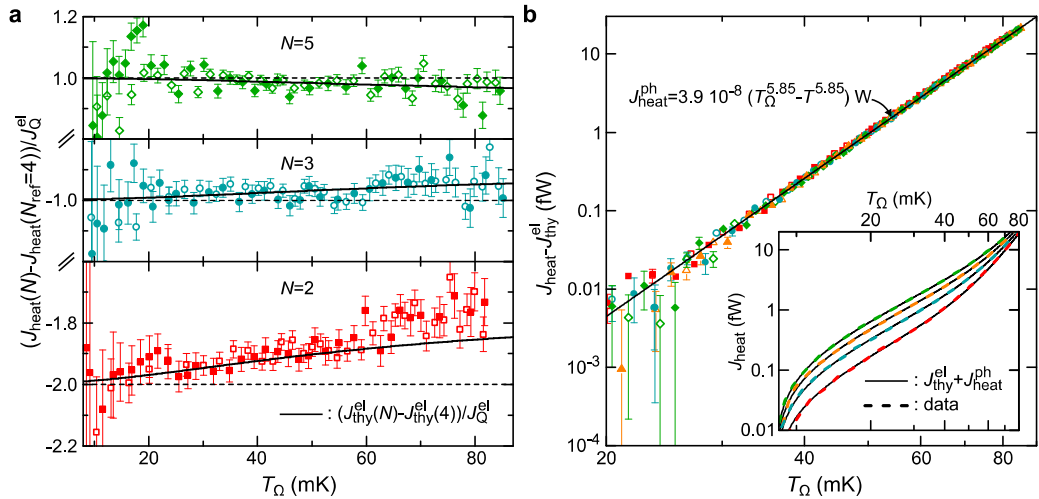 a
(J_heat(N)-J_heat(N_ref=4))/J_Q^el
1.2
1.0
-1.0
-1.8
-2.0
-2.2
N=5
N=3
N=2
: (J_thy^el(N)-J_thy^el(4))/J_Q^el
20 40 60 80
T_Ω (mK)
b
J_heat-J_thy^el (fW)
10
1
0.1
0.01
10^-3
10^-4
J_heat^ph=3.9 10^-8 (T_Ω^5.85-T^5.85) W
20 40 60 80
T_Ω (mK)
T_Ω (mK)
20 40 60 80
J_heat (fW)
10
1
0.1
0.01
: J_thy^el+J_heat^ph
: data